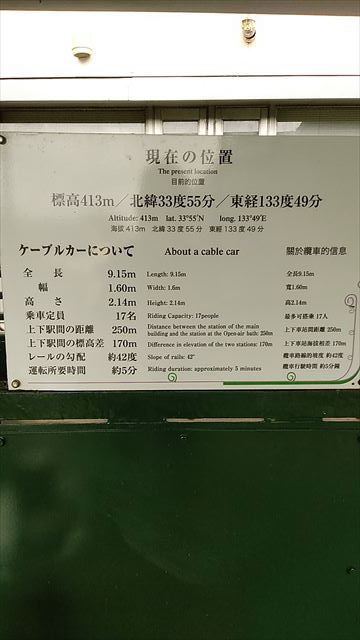 現在の位置
The present location
目前的位置
標高413m／北緯33度55分／東経133度49分
Altitude: 413m lat. 33°55'N long. 133°49'E
海拔 413m 北緯 33 度 55 分 東經 133 度 49 分
ケーブルカーについて About a cable car 關於纜車的信息
全長 9.15m Length: 9.15m 全長9.15m
幅 1.60m Width: 1.6m 寬1.60m
高さ 2.14m Height: 2.14m 高2.14m
乗車定員 17名 Riding Capacity: 17people 最多可搭乘 17人
上下駅間の距離 250m Distance between the station of the main building and the station at the Open-air bath: 250m 上下車站間距離 250m
上下駅間の標高差 170m Difference in elevation of the two stations: 170m 上下車站海拔相差 170m
レールの勾配 約42度 Slope of rails: 42° 纜車路線的坡度 約42度
運転所要時間 約5分 Riding duration: approximately 5 minutes 纜車行駛時間 約5分鐘